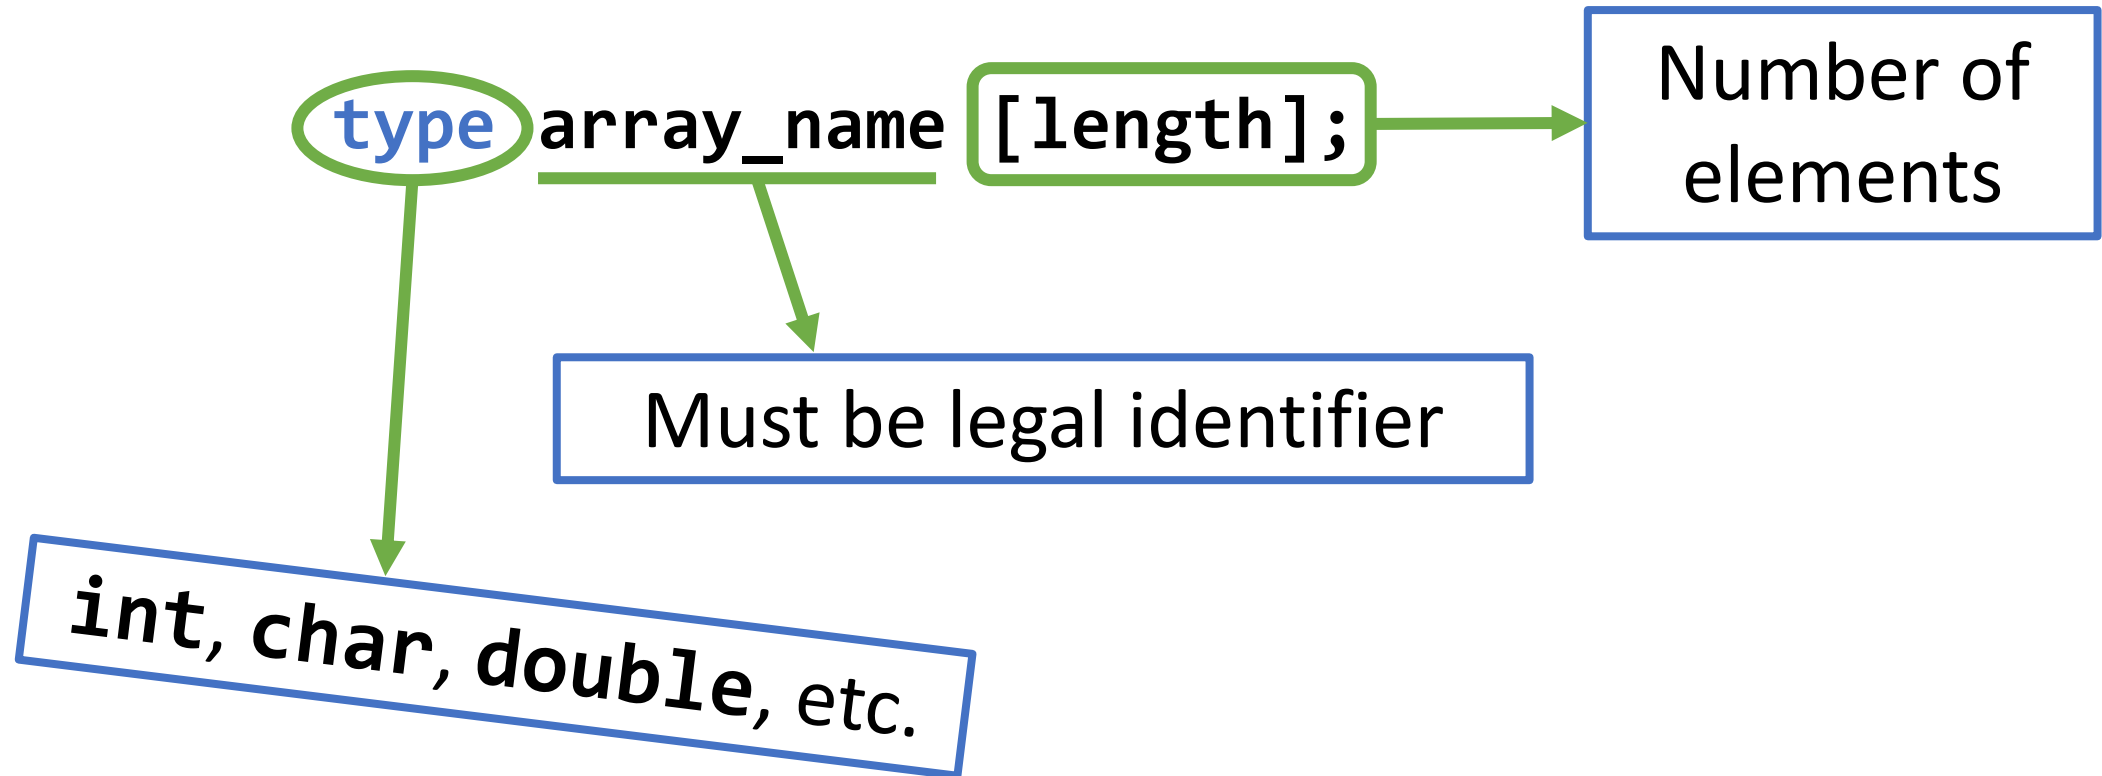 type array_name [length];
Number of
elements
Must be legal identifier
int, char, double, etc.